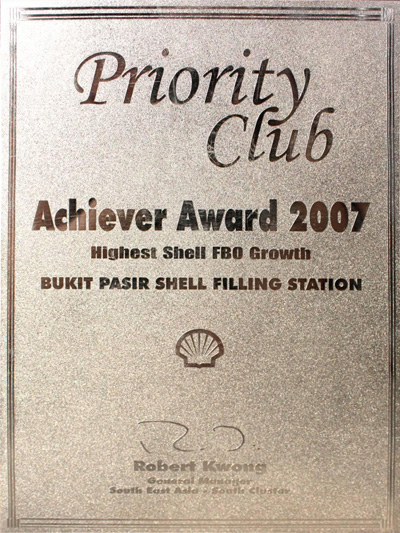 Priority
Club
Achiever Award 2007
Highest Shell FBO Growth
BUKIT PASIR SHELL FILLING STATION
Robert Kwong
General Manager
South East Asia - South Cluster